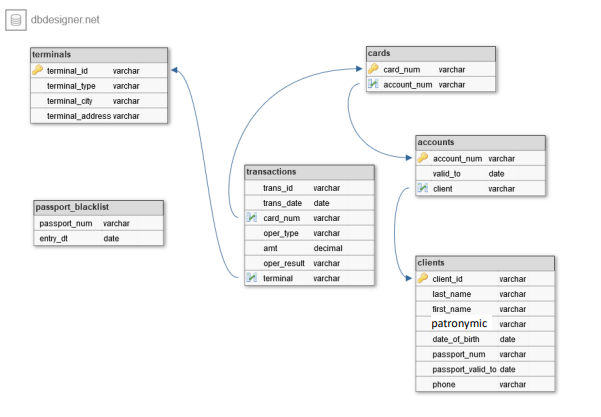 dbdesigner.net
terminals
terminal_id varchar
terminal_type varchar
terminal_city varchar
terminal_address varchar
passport_blacklist
passport_num varchar
entry_dt date
transactions
trans_id varchar
trans_date date
card_num varchar
oper_type varchar
amt decimal
oper_result varchar
terminal varchar
cards
card_num varchar
account_num varchar
accounts
account_num varchar
valid_to date
client varchar
clients
client_id varchar
last_name varchar
first_name varchar
patronymic varchar
date_of_birth date
passport_num varchar
passport_valid_to date
phone varchar